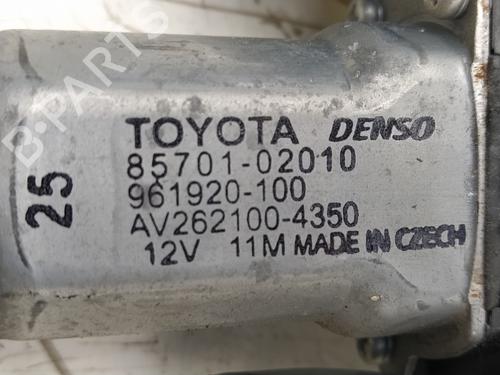 TOYOTA DENSO
85701-02010
961920-100
AV262100-4350
12V 11M MADE IN CZECH
25
B-PARTS